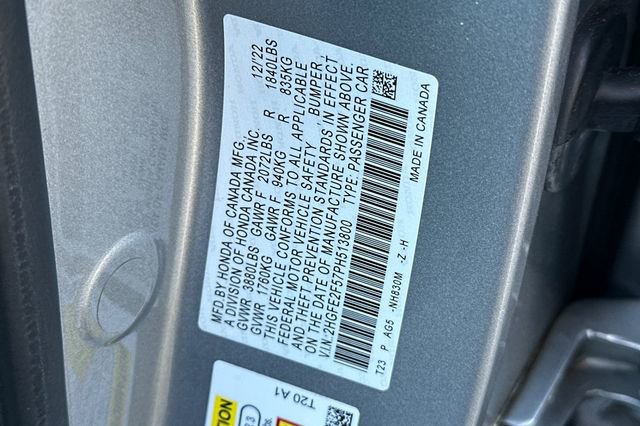 MFD. BY HONDA OF CANADA MFG. 12/22
A DIVISION OF HONDA CANADA INC.
GVWR 3880LBS GAWR F 2072LBS R 1840LBS
GVWR 1760KG GAWR F 940KG R 835KG
THIS VEHICLE CONFORMS TO ALL APPLICABLE
FEDERAL MOTOR VEHICLE SAFETY, BUMPER,
AND THEFT PREVENTION STANDARDS IN EFFECT
ON THE DATE OF MANUFACTURE SHOWN ABOVE.
V.I.N: 2HGFE2F57PH513800 TYPE: PASSENGER CAR
T23 P AG5 -NH830M -Z -H MADE IN CANADA
T20 A1